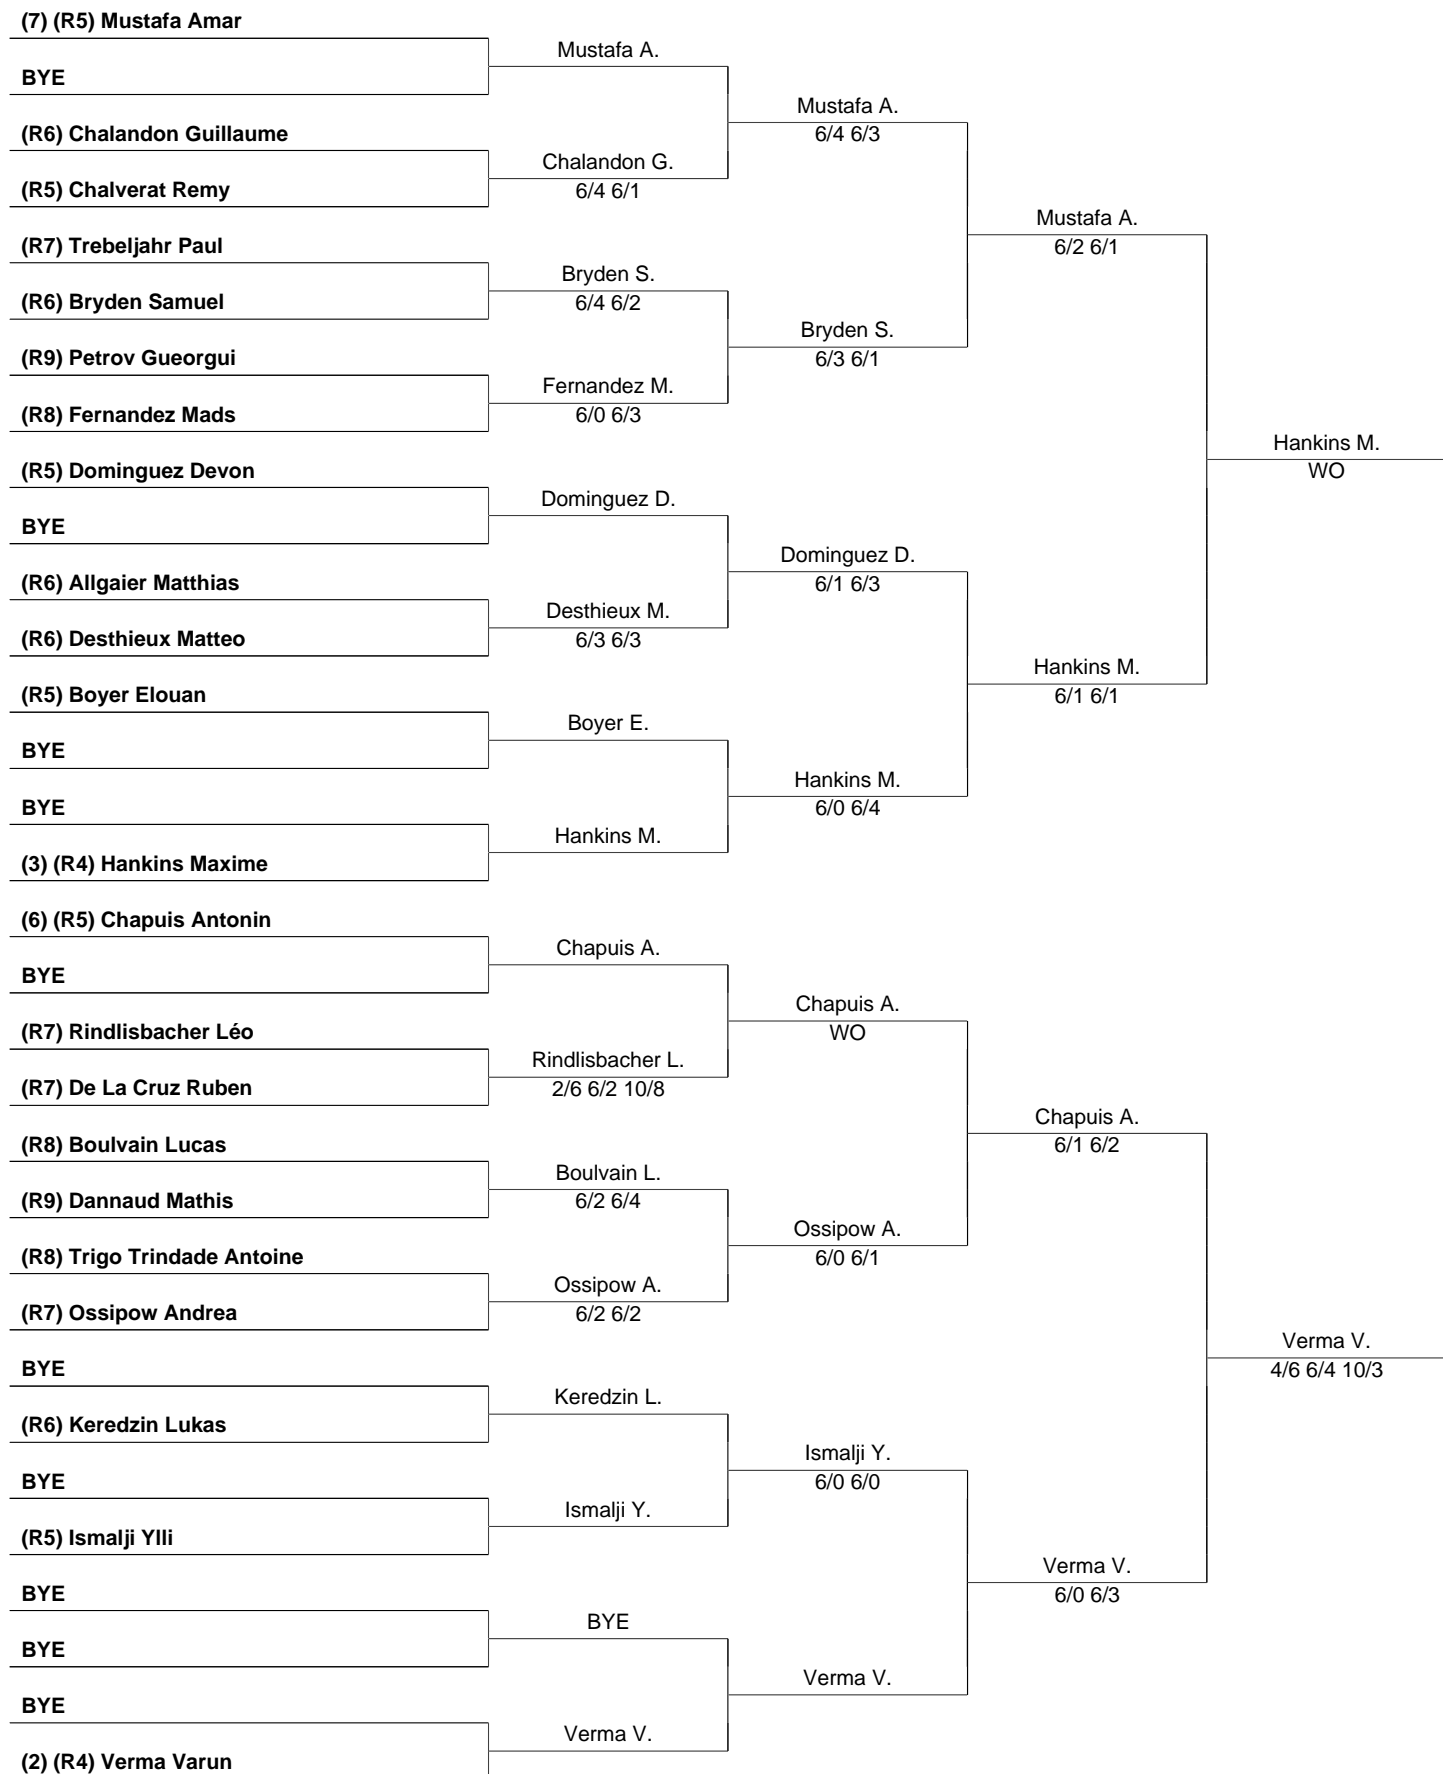 (7) (R5) Mustafa Amar
Mustafa A.
BYE
Mustafa A.
6/4 6/3
(R6) Chalandon Guillaume
Chalandon G.
6/4 6/1
(R5) Chalverat Remy
Mustafa A.
6/2 6/1
(R7) Trebeljahr Paul
Bryden S.
6/4 6/2
(R6) Bryden Samuel
Bryden S.
6/3 6/1
(R9) Petrov Gueorgui
Fernandez M.
6/0 6/3
(R8) Fernandez Mads
Hankins M.
WO
(R5) Dominguez Devon
Dominguez D.
BYE
Dominguez D.
6/1 6/3
(R6) Allgaier Matthias
Desthieux M.
6/3 6/3
(R6) Desthieux Matteo
Hankins M.
6/1 6/1
(R5) Boyer Elouan
Boyer E.
BYE
Hankins M.
6/0 6/4
BYE
Hankins M.
(3) (R4) Hankins Maxime
(6) (R5) Chapuis Antonin
Chapuis A.
BYE
Chapuis A.
WO
(R7) Rindlisbacher Léo
Rindlisbacher L.
2/6 6/2 10/8
(R7) De La Cruz Ruben
Chapuis A.
6/1 6/2
(R8) Boulvain Lucas
Boulvain L.
6/2 6/4
(R9) Dannaud Mathis
Ossipow A.
6/0 6/1
(R8) Trigo Trindade Antoine
Ossipow A.
6/2 6/2
(R7) Ossipow Andrea
Verma V.
4/6 6/4 10/3
BYE
Keredzin L.
(R6) Keredzin Lukas
Ismalji Y.
6/0 6/0
BYE
Ismalji Y.
(R5) Ismalji Ylli
Verma V.
6/0 6/3
BYE
BYE
BYE
Verma V.
BYE
Verma V.
(2) (R4) Verma Varun